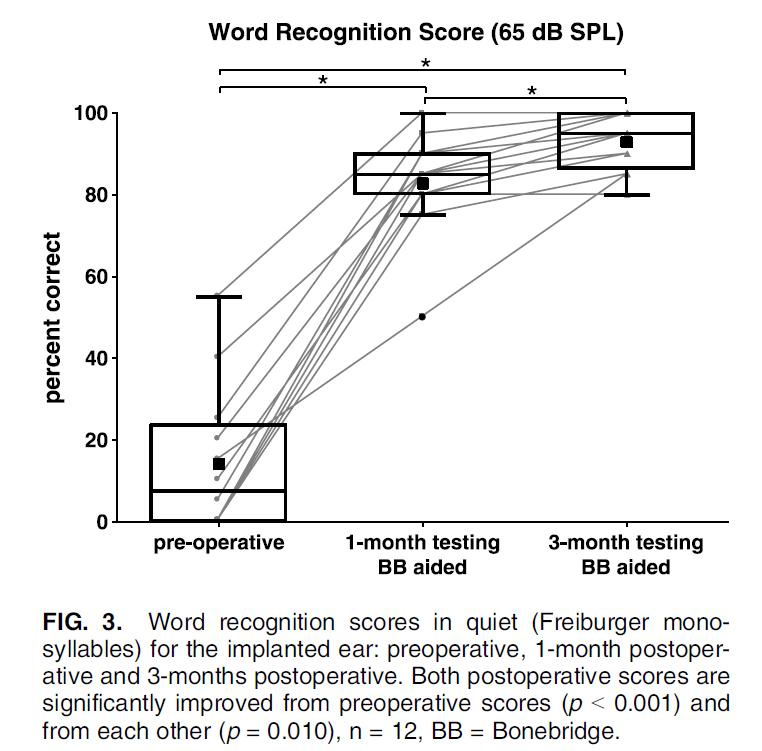 Word Recognition Score (65 dB SPL)
*
*
*
100
80
60
40
20
0
percent correct
pre-operative
1-month testing
BB aided
3-month testing
BB aided
FIG. 3. Word recognition scores in quiet (Freiburger mono-
syllables) for the implanted ear: preoperative, 1-month postoper-
ative and 3-months postoperative. Both postoperative scores are
significantly improved from preoperative scores (p < 0.001) and
from each other (p = 0.010), n = 12, BB = Bonebridge.